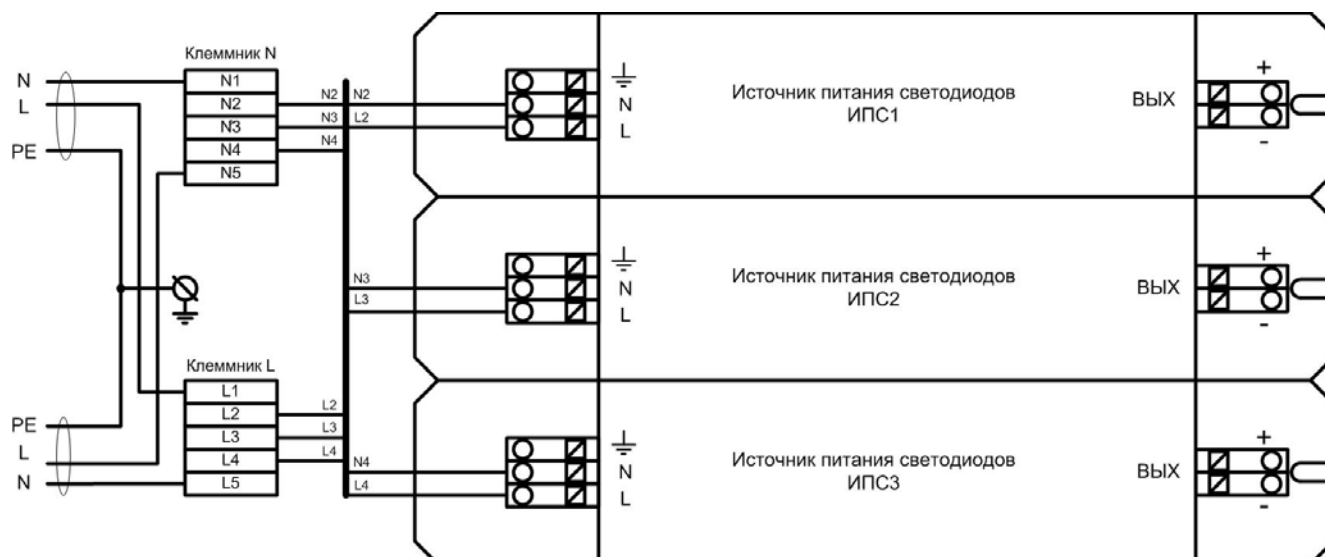 Клеммник N
N
L
PE
N1
N2
N3
N4
N5
N2
N3
N4
N2
L2
N
L
Источник питания светодиодов
ИПС1
ВЫХ
+
-
N3
L3
N
L
Источник питания светодиодов
ИПС2
ВЫХ
+
-
Клеммник L
PE
L
N
L1
L2
L3
L4
L5
L2
L3
L4
N4
L4
N
L
Источник питания светодиодов
ИПС3
ВЫХ
+
-